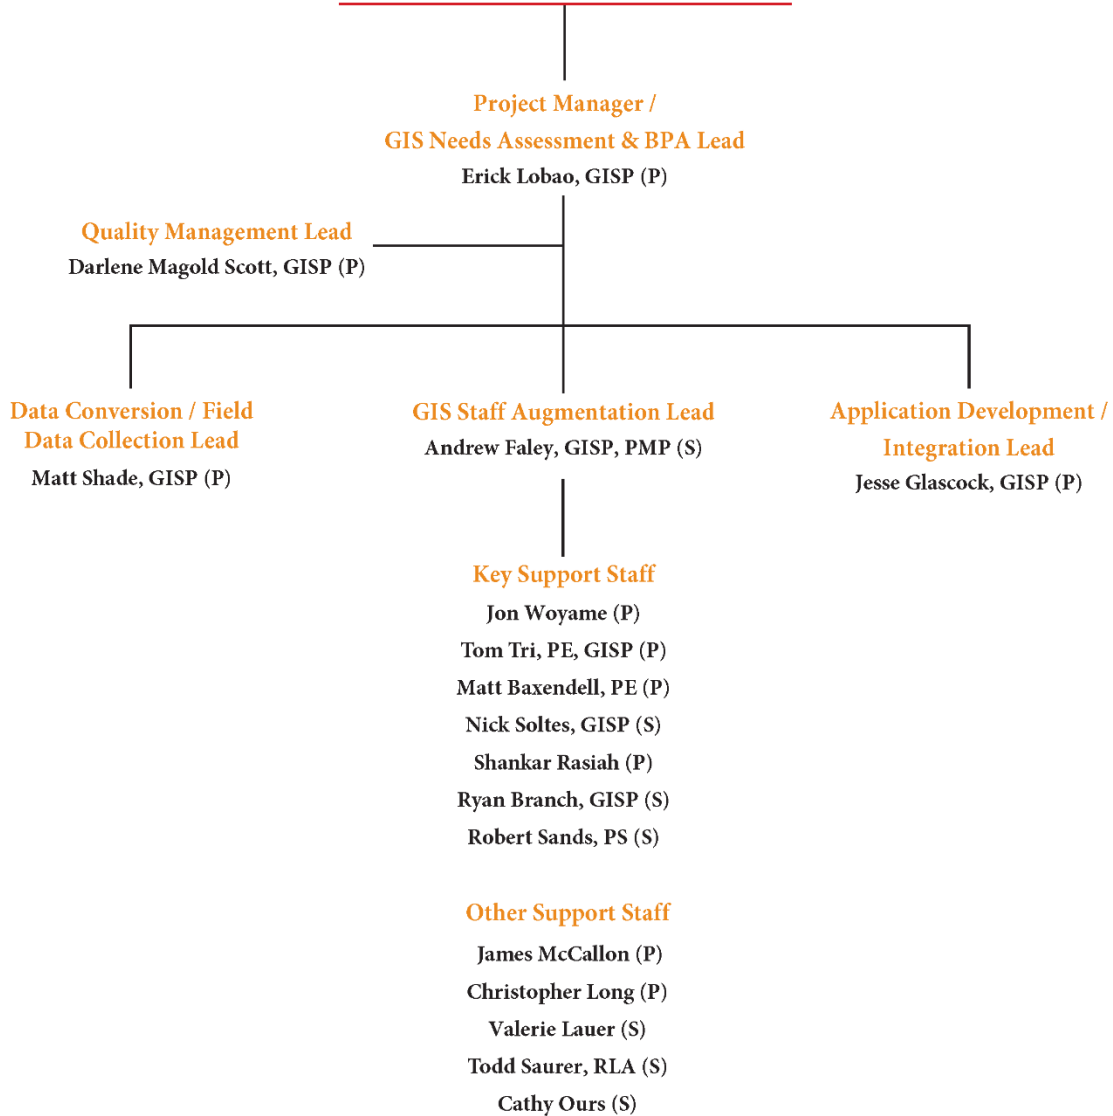 Project Manager /
GIS Needs Assessment & BPA Lead
Erick Lobao, GISP (P)
Quality Management Lead
Darlene Magold Scott, GISP (P)
Data Conversion / Field
Data Collection Lead
Matt Shade, GISP (P)
GIS Staff Augmentation Lead
Andrew Faley, GISP, PMP (S)
Application Development /
Integration Lead
Jesse Glascock, GISP (P)
Key Support Staff
Jon Woyame (P)
Tom Tri, PE, GISP (P)
Matt Baxendell, PE (P)
Nick Soltes, GISP (S)
Shankar Rasiah (P)
Ryan Branch, GISP (S)
Robert Sands, PS (S)
Other Support Staff
James McCallon (P)
Christopher Long (P)
Valerie Lauer (S)
Todd Saurer, RLA (S)
Cathy Ours (S)